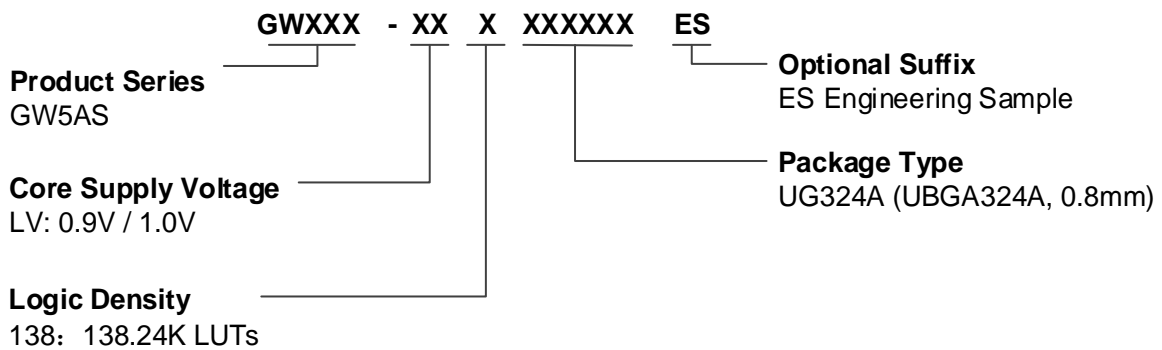 GWXXX - XX X XXXXXX ES
Product Series
GW5AS
Optional Suffix
ES Engineering Sample
Core Supply Voltage
LV: 0.9V / 1.0V
Package Type
UG324A (UBGA324A, 0.8mm)
Logic Density
138：138.24K LUTs